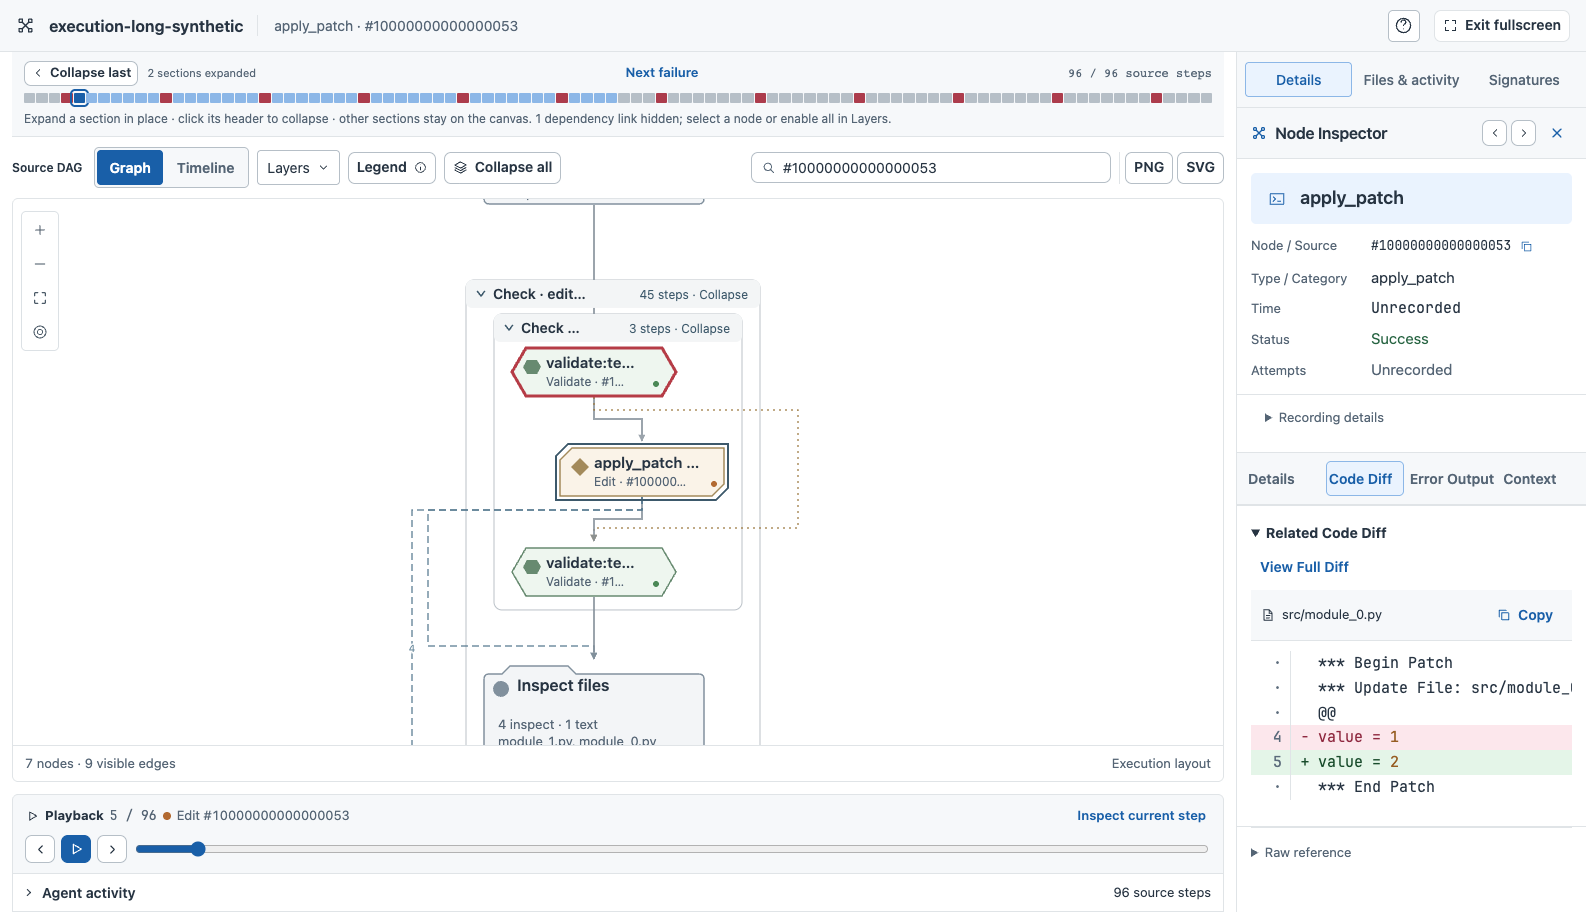 execution-long-synthetic
apply_patch · #10000000000000053
Exit fullscreen
Collapse last
2 sections expanded
Next failure
96 / 96 source steps
Expand a section in place · click its header to collapse · other sections stay on the canvas. 1 dependency link hidden; select a node or enable all in Layers.
Source DAG
Graph
Timeline
Layers
Legend
Collapse all
#10000000000000053
PNG
SVG
Check · edit...
45 steps · Collapse
Check ...
3 steps · Collapse
validate:te...
Validate · #1...
apply_patch ...
Edit · #100000...
validate:te...
Validate · #1...
4
Inspect files
4 inspect · 1 text
module_1.py, module_0.py
7 nodes · 9 visible edges
Execution layout
Playback 5 / 96 Edit #10000000000000053
Inspect current step
Agent activity
96 source steps
Details
Files & activity
Signatures
Node Inspector
apply_patch
Node / Source #10000000000000053
Type / Category apply_patch
Time Unrecorded
Status Success
Attempts Unrecorded
Recording details
Details
Code Diff
Error Output
Context
Related Code Diff
View Full Diff
src/module_0.py
Copy
· *** Begin Patch
· *** Update File: src/module_
· @@
4 - value = 1
5 + value = 2
· *** End Patch
Raw reference